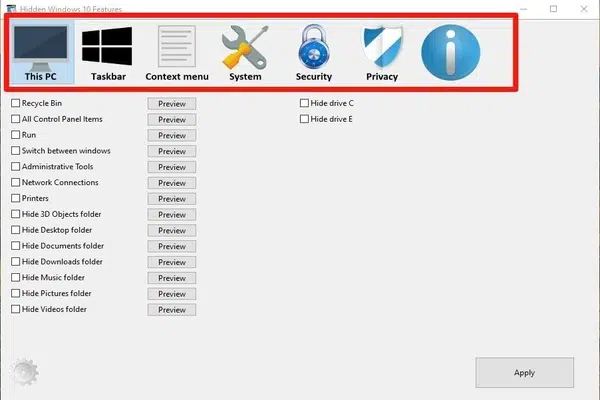 Hidden Windows 10 Features
This PC
Taskbar
Context menu
System
Security
Privacy
Recycle Bin Preview Hide drive C
All Control Panel Items Preview Hide drive E
Run Preview
Switch between windows Preview
Administrative Tools Preview
Network Connections Preview
Printers Preview
Hide 3D Objects folder Preview
Hide Desktop folder Preview
Hide Documents folder Preview
Hide Downloads folder Preview
Hide Music folder Preview
Hide Pictures folder Preview
Hide Videos folder Preview
Apply